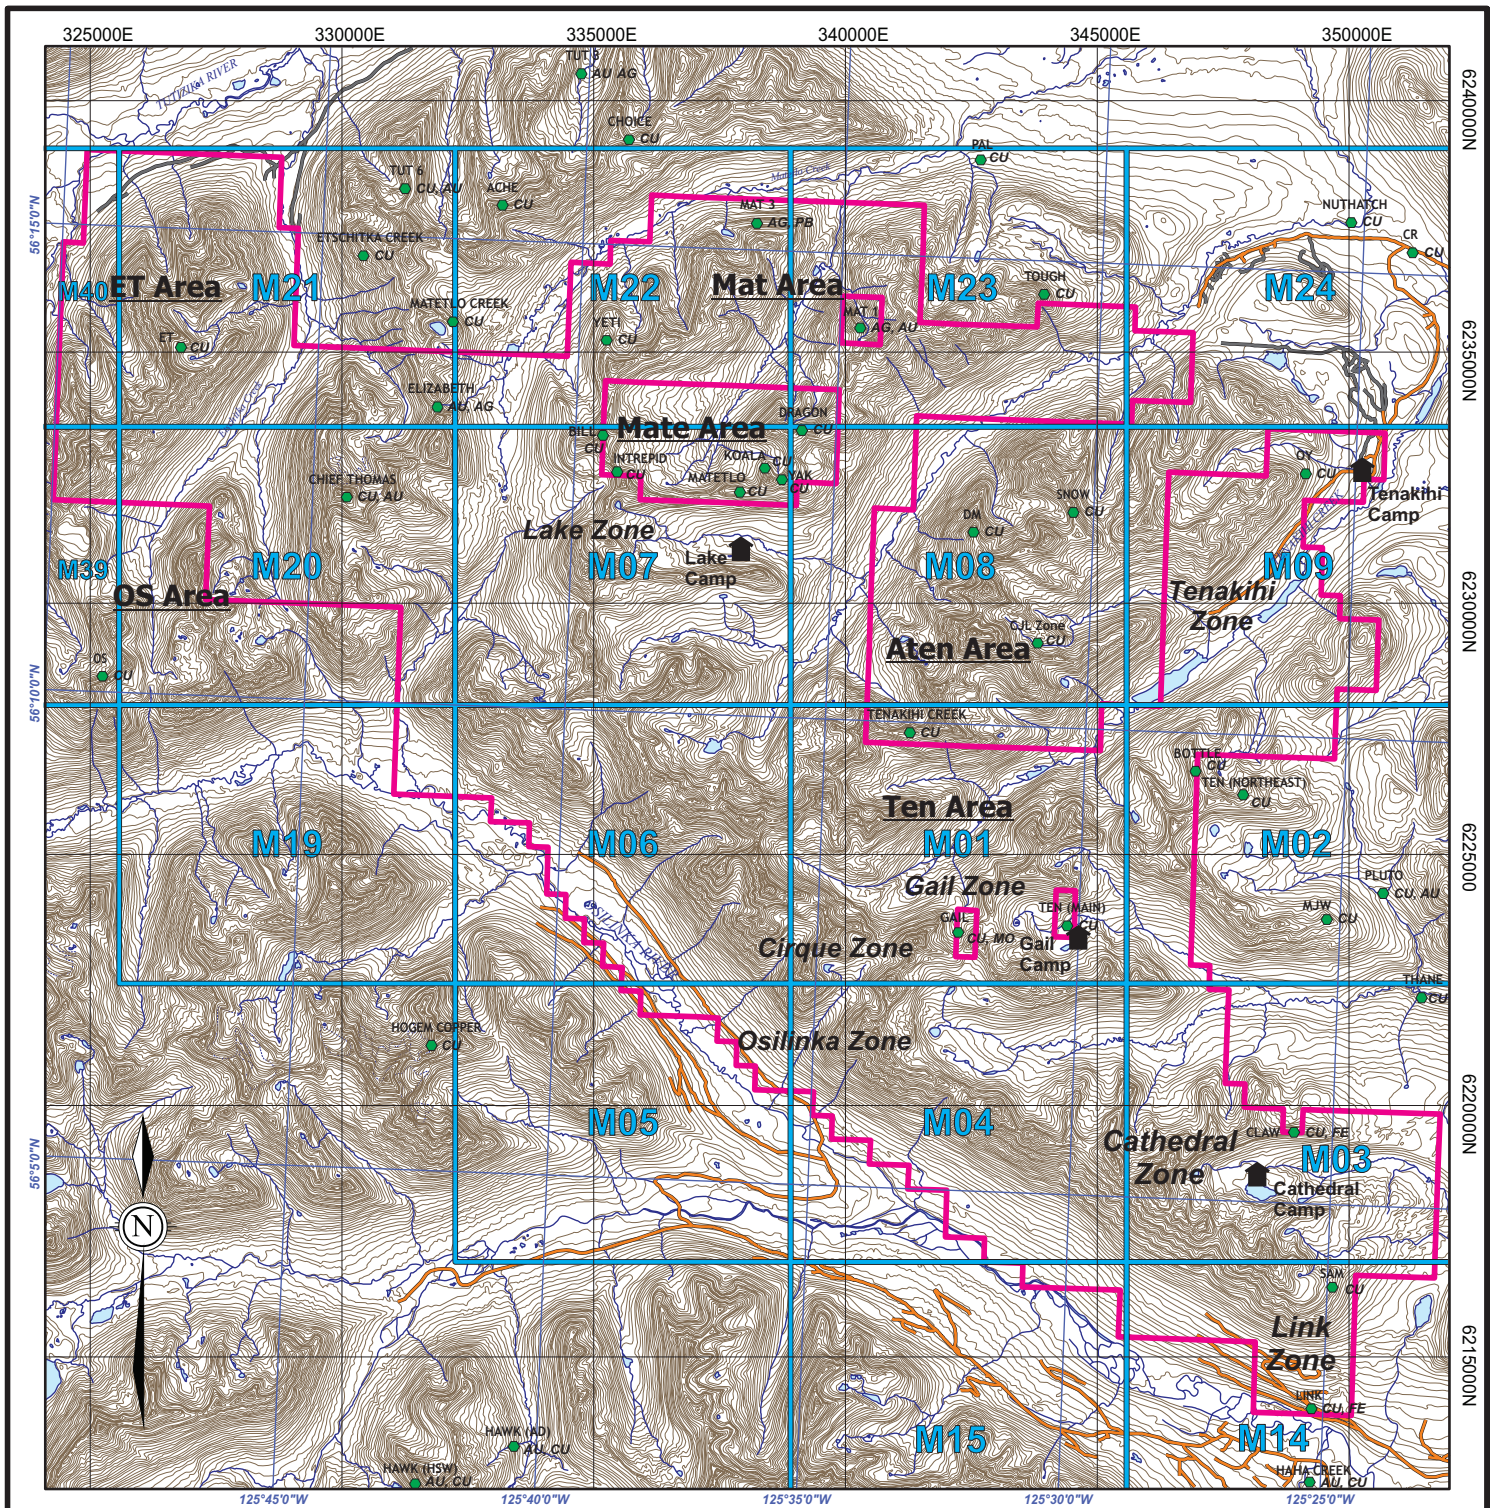 325000E 330000E 335000E 340000E 345000E 350000E
TUT 3
AU AG
TUTIZIKA RIVER
6240000N
CHOICE
CU
PAL
CU
Matetlo Creek
TUT 6
CU, AU
ACHE
CU
MAT 3
AG, PB
NUTHATCH
CU
56°15'0"N
ETSCHITKA CREEK
CU
CR
CU
M40
ET Area
M21
M22
Mat Area
M23
TOUGH
CU
M24
MATETLO CREEK
CU
MAT 1
AG, AU
ET
CU
YETI
CU
6235000N
ELIZABETH
AU, AG
BILL
CU
Mate Area
DRAGON
CU
INTREPID
CU
KOALA
CU
MATETLO
CU
YAK
CU
OY
CU
Tenakihi
Camp
CHIEF THOMAS
CU, AU
SNOW
CU
DM
CU
Lake Zone
Lake
Camp
M39
M20
M07
M08
M09
OS Area
Tenakihi
Zone
6230000N
CJL Zone
CU
Aten Area
OS
CU
56°10'0"N
TENAKIHI CREEK
CU
BOTTLE
CU
TEN (NORTHEAST)
CU
Ten Area
M19
M06
M01
M02
6225000
Gail Zone
PLUTO
CU, AU
OSILINKA RIVER
GAIL
CU, MO
TEN (MAIN)
CU
MJW
CU
Cirque Zone
Gail
Camp
THANE
CU
HOGEM COPPER
CU
Osilinka Zone
6220000N
M05
M04
CLAW
CU, FE
Cathedral
Zone
M03
56°5'0"N
Cathedral
Camp
N
SAM
CU
Link
Zone
6215000N
LINK
CU, FE
HAWK (AD)
AU, CU
M15
M14
HAWK (HSW)
AU, CU
HAHA CREEK
AU, CU
125°45'0"W 125°40'0"W 125°35'0"W 125°30'0"W 125°25'0"W